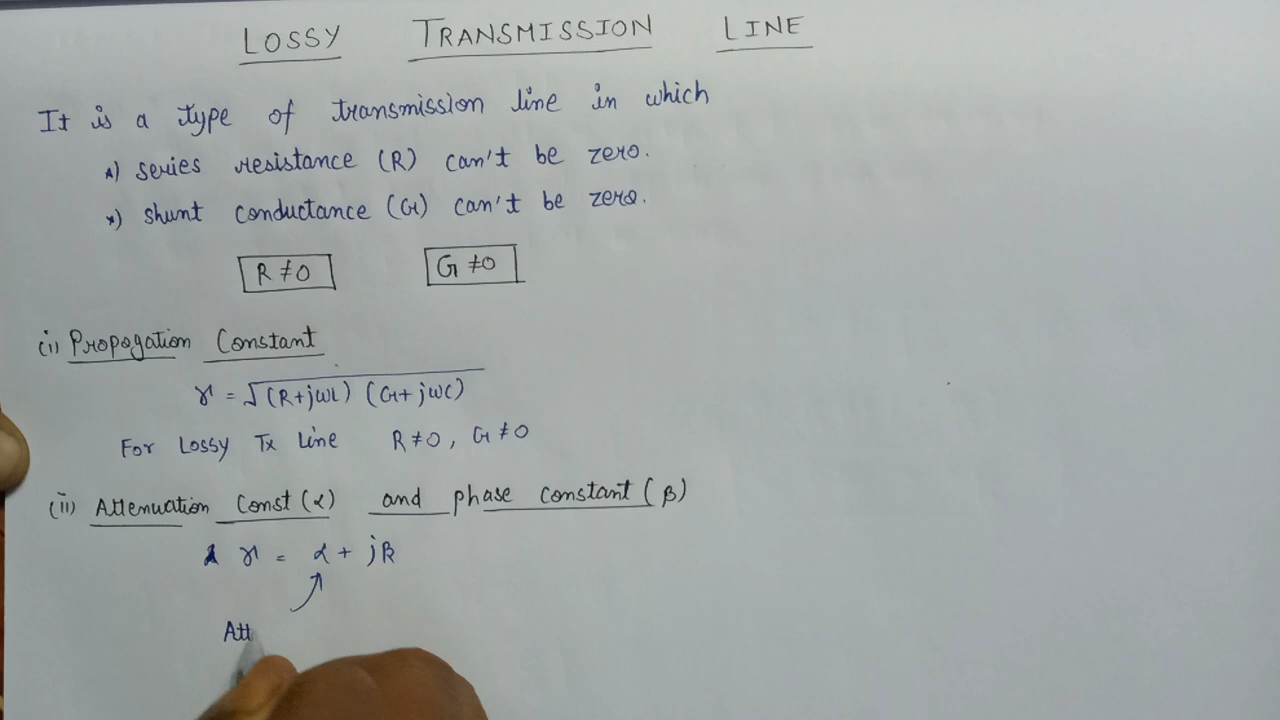 LOSSY TRANSMISSION LINE
It is a type of transmission line in which
*) series resistance (R) can't be zero.
*) shunt conductance (G) can't be zero.
R≠0 G≠0
(i) Propagation Constant
γ = √(R+jωL) (G+jωC)
For Lossy Tx Line R≠0, G≠0
(ii) Attenuation Const (α) and phase constant (β)
γ = α + jβ
Att